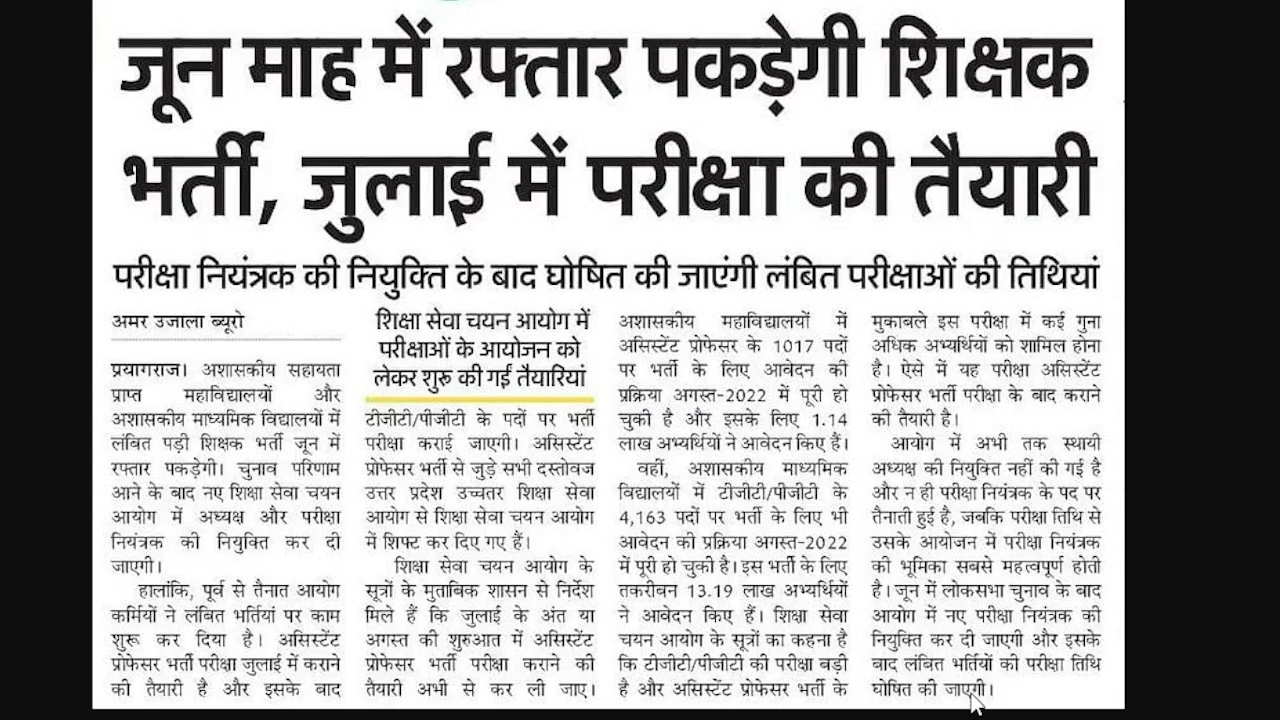 जून माह में रफ्तार पकड़ेगी शिक्षक
भर्ती, जुलाई में परीक्षा की तैयारी
परीक्षा नियंत्रक की नियुक्ति के बाद घोषित की जाएंगी लंबित परीक्षाओं की तिथियां
अमर उजाला ब्यूरो
प्रयागराज। अशासकीय सहायता
प्राप्त महाविद्यालयों और
अशासकीय माध्यमिक विद्यालयों में
लंबित पड़ी शिक्षक भर्ती जून में
रफ्तार पकड़ेगी। चुनाव परिणाम
आने के बाद नए शिक्षा सेवा चयन
आयोग में अध्यक्ष और परीक्षा
नियंत्रक की नियुक्ति कर दी
जाएगी।
हालांकि, पूर्व से तैनात आयोग
कर्मियों ने लंबित भर्तियों पर काम
शुरू कर दिया है। असिस्टेंट
प्रोफेसर भर्ती परीक्षा जुलाई में कराने
की तैयारी है और इसके बाद
शिक्षा सेवा चयन आयोग में
परीक्षाओं के आयोजन को
लेकर शुरू की गईं तैयारियां
टीजीटी/पीजीटी के पदों पर भर्ती
परीक्षा कराई जाएगी। असिस्टेंट
प्रोफेसर भर्ती से जुड़े सभी दस्तोवज
उत्तर प्रदेश उच्चतर शिक्षा सेवा
आयोग से शिक्षा सेवा चयन आयोग
में शिफ्ट कर दिए गए हैं।
शिक्षा सेवा चयन आयोग के
सूत्रों के मुताबिक शासन से निर्देश
मिले हैं कि जुलाई के अंत या
अगस्त की शुरुआत में असिस्टेंट
प्रोफेसर भर्ती परीक्षा कराने की
तैयारी अभी से कर ली जाए।
अशासकीय महाविद्यालयों में
असिस्टेंट प्रोफेसर के 1017 पदों
पर भर्ती के लिए आवेदन की
प्रक्रिया अगस्त-2022 में पूरी हो
चुकी है और इसके लिए 1.14
लाख अभ्यर्थियों ने आवेदन किए हैं।
वहीं, अशासकीय माध्यमिक
विद्यालयों में टीजीटी/पीजीटी के
4,163 पदों पर भर्ती के लिए भी
आवेदन की प्रक्रिया अगस्त-2022
में पूरी हो चुकी है। इस भर्ती के लिए
तकरीबन 13.19 लाख अभ्यर्थियों
ने आवेदन किए हैं। शिक्षा सेवा
चयन आयोग के सूत्रों का कहना है
कि टीजीटी/पीजीटी की परीक्षा बड़ी
है और असिस्टेंट प्रोफेसर भर्ती के
मुकाबले इस परीक्षा में कई गुना
अधिक अभ्यर्थियों को शामिल होना
है। ऐसे में यह परीक्षा असिस्टेंट
प्रोफेसर भर्ती परीक्षा के बाद कराने
की तैयारी है।
आयोग में अभी तक स्थायी
अध्यक्ष की नियुक्ति नहीं की गई है
और न ही परीक्षा नियंत्रक के पद पर
तैनाती हुई है, जबकि परीक्षा तिथि से
उसके आयोजन में परीक्षा नियंत्रक
की भूमिका सबसे महत्वपूर्ण होती
है। जून में लोकसभा चुनाव के बाद
आयोग में नए परीक्षा नियंत्रक की
नियुक्ति कर दी जाएगी और इसके
बाद लंबित भर्तियों की परीक्षा तिथि
घोषित की जाएगी।